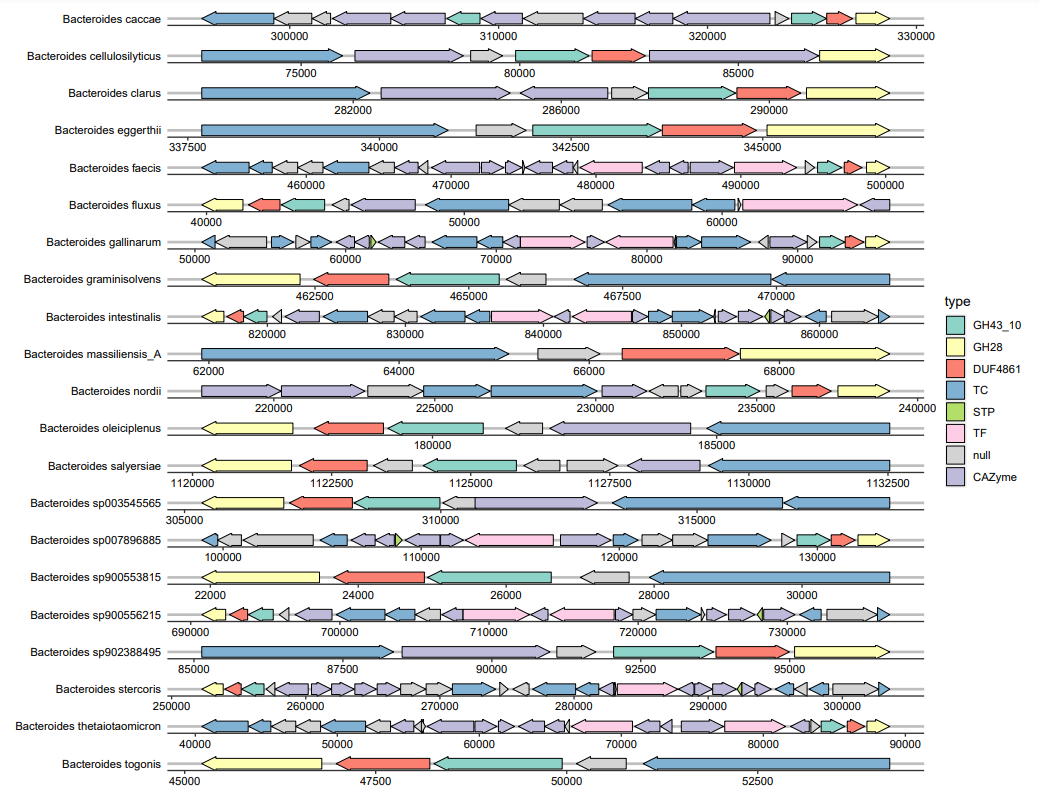 Bacteroides caccae
300000 310000 320000 330000
Bacteroides cellulosilyticus
75000 80000 85000
Bacteroides clarus
282000 286000 290000
Bacteroides eggerthii
337500 340000 342500 345000
Bacteroides faecis
460000 470000 480000 490000 500000
Bacteroides fluxus
40000 50000 60000
Bacteroides gallinarum
50000 60000 70000 80000 90000
Bacteroides graminisolvens
462500 465000 467500 470000
type
Bacteroides intestinalis
GH43_10
820000 830000 840000 850000 860000
GH28
Bacteroides massiliensis_A
62000 64000 66000 68000
DUF4861
Bacteroides nordii
TC
220000 225000 230000 235000 240000
STP
Bacteroides oleiciplenus
TF
180000 185000
null
Bacteroides salyersiae
CAZyme
1120000 1122500 1125000 1127500 1130000 1132500
Bacteroides sp003545565
305000 310000 315000
Bacteroides sp007896885
100000 110000 120000 130000
Bacteroides sp900553815
22000 24000 26000 28000 30000
Bacteroides sp900556215
690000 700000 710000 720000 730000
Bacteroides sp902388495
85000 87500 90000 92500 95000
Bacteroides stercoris
250000 260000 270000 280000 290000 300000
Bacteroides thetaiotaomicron
40000 50000 60000 70000 80000 90000
Bacteroides togonis
45000 47500 50000 52500